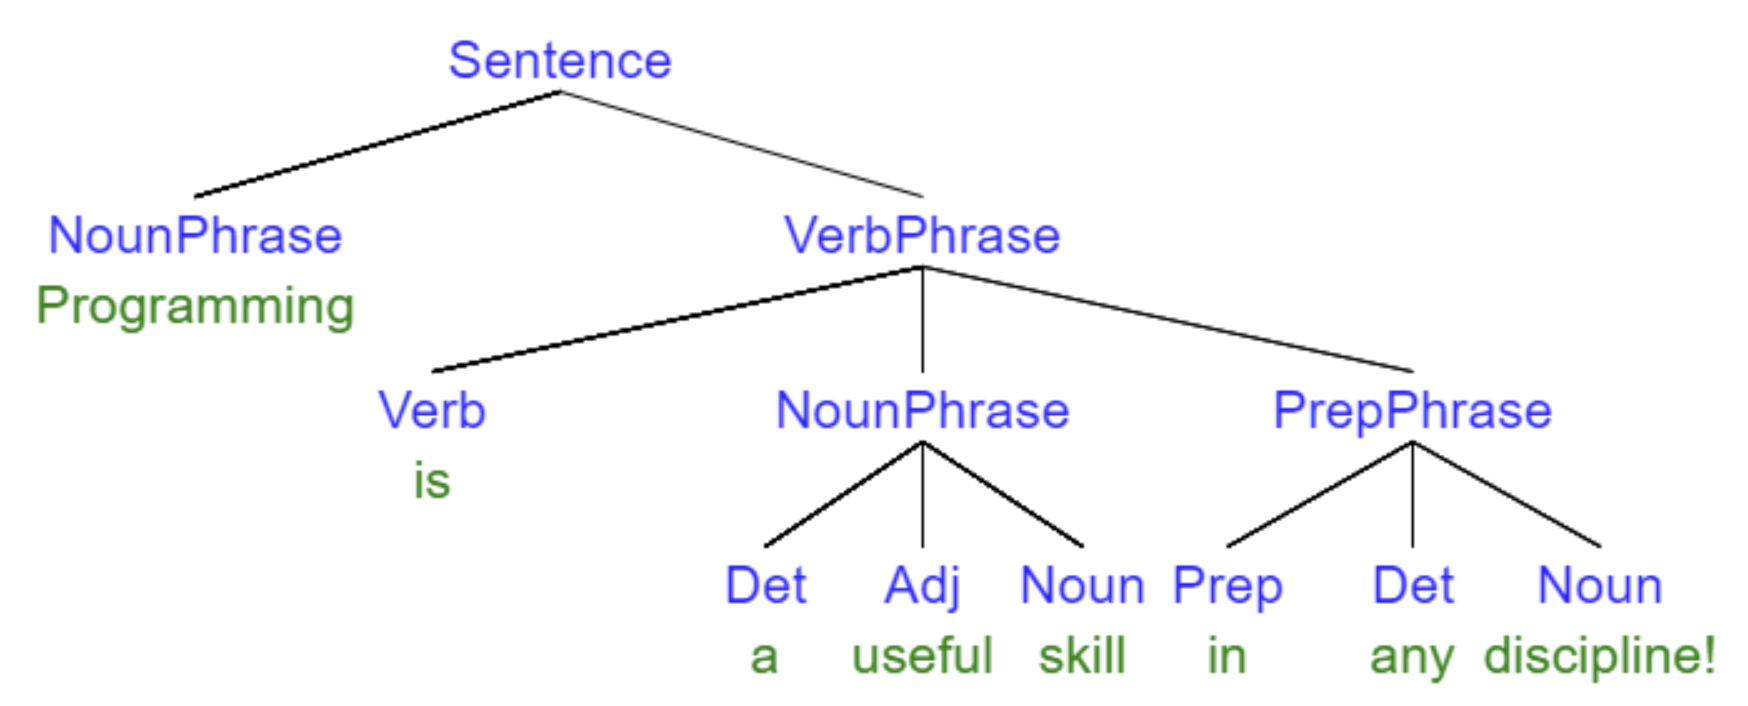 Sentence
NounPhrase VerbPhrase
Programming
Verb NounPhrase PrepPhrase
is
Det Adj Noun Prep Det Noun
a useful skill in any discipline!